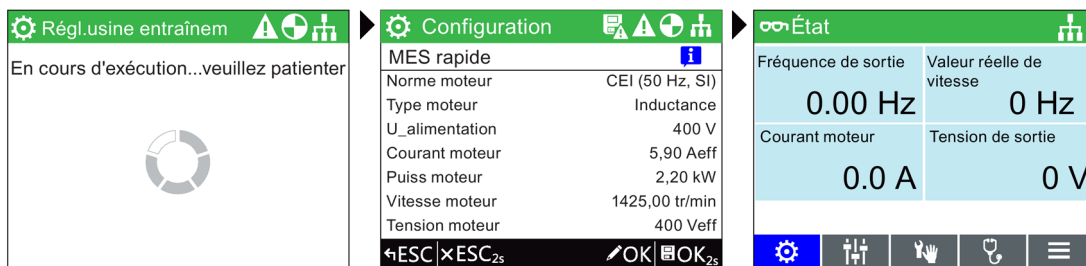 Régl.usine entraînem
En cours d'exécution...veuillez patienter
Configuration
MES rapide
i
Norme moteur CEI (50 Hz, SI)
Type moteur Inductance
U_alimentation 400 V
Courant moteur 5,90 Aeff
Puiss moteur 2,20 kW
Vitesse moteur 1425,00 tr/min
Tension moteur 400 Veff
ESC ESC2s OK OK2s
État
Fréquence de sortie
0.00 Hz
Valeur réelle de
vitesse
0 Hz
Courant moteur
0.0 A
Tension de sortie
0 V